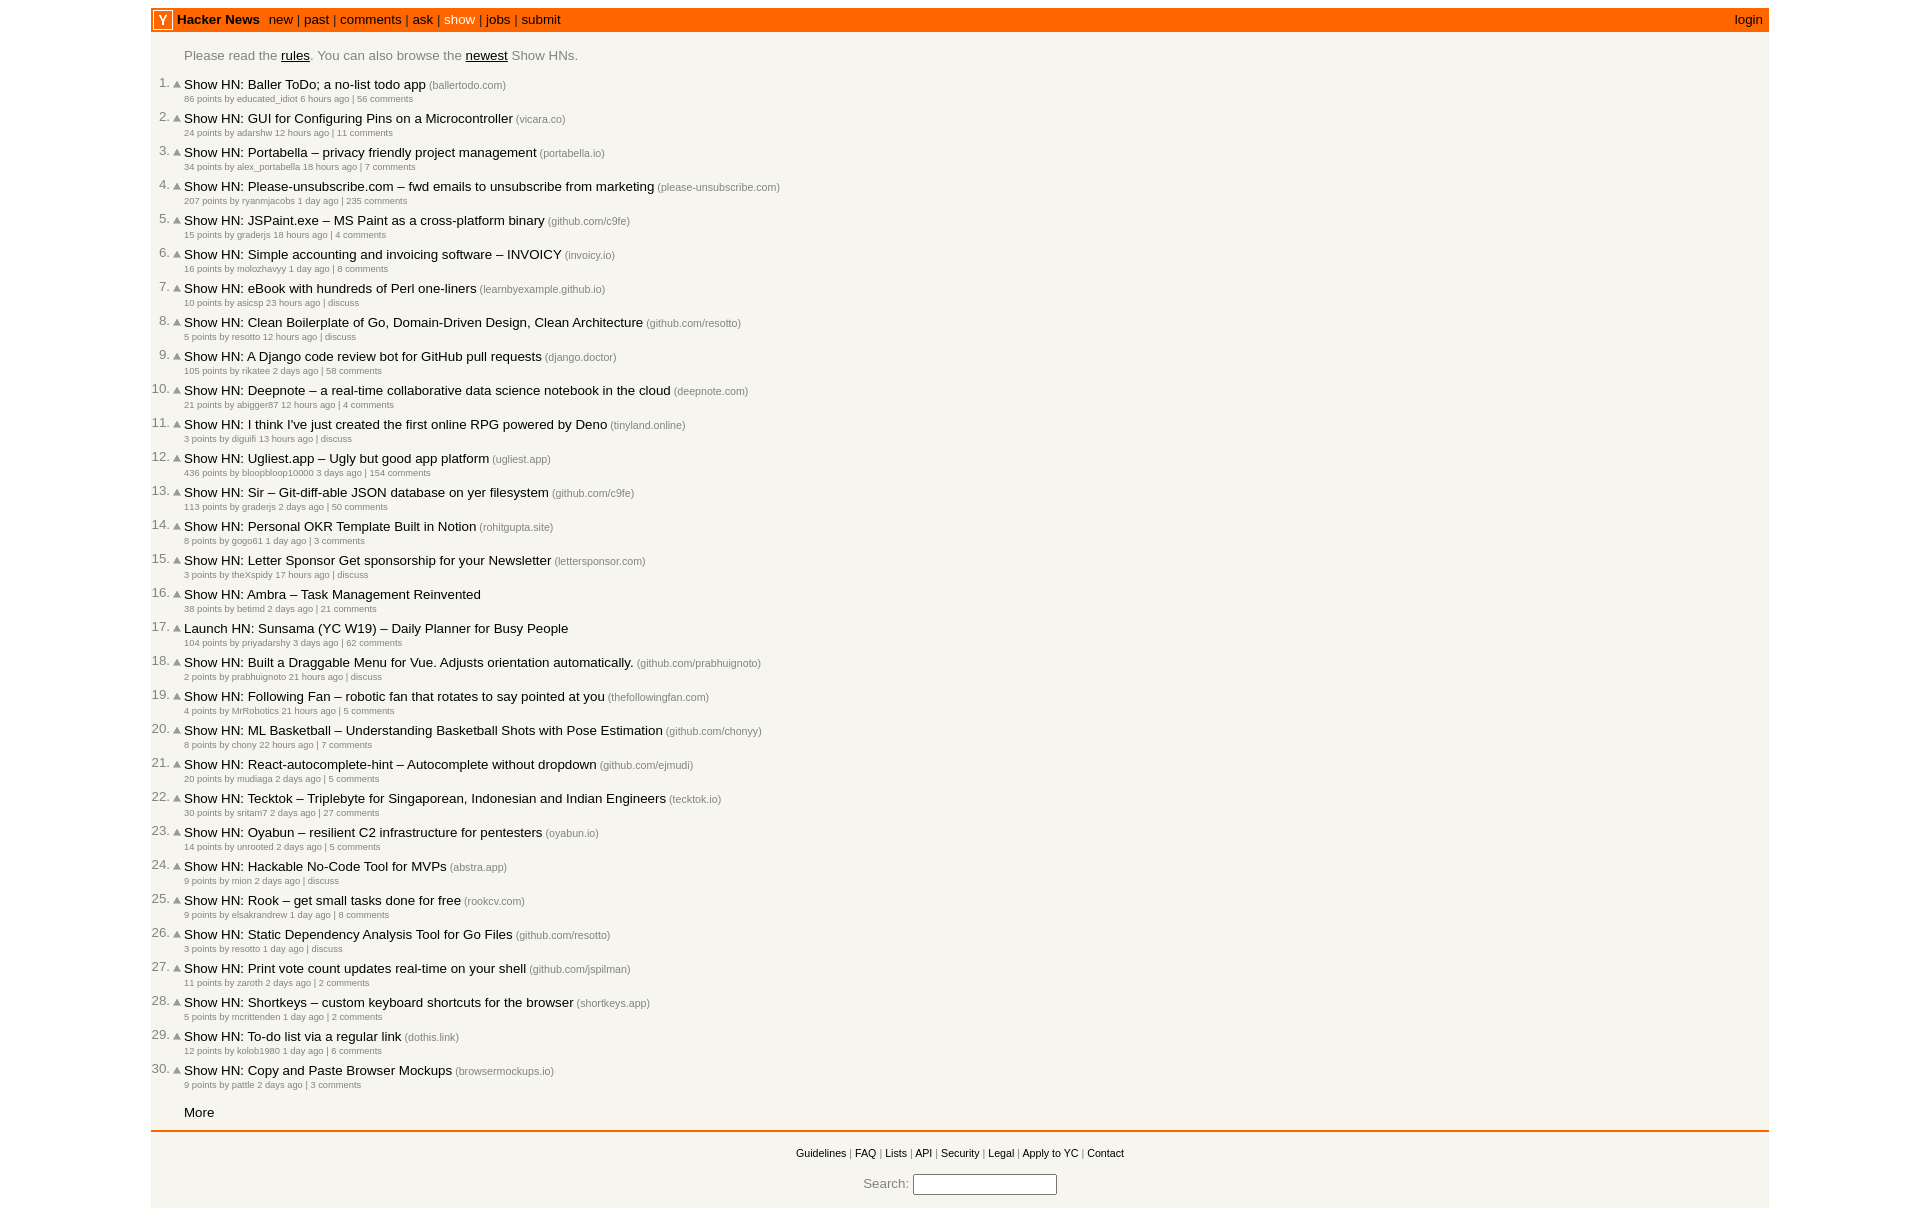 Y Hacker News new | past | comments | ask | show | jobs | submit login
Please read the rules. You can also browse the newest Show HNs.
1. Show HN: Baller ToDo; a no-list todo app (ballertodo.com)
86 points by educated_idiot 6 hours ago | 56 comments
2. Show HN: GUI for Configuring Pins on a Microcontroller (vicara.co)
24 points by adarshw 12 hours ago | 11 comments
3. Show HN: Portabella – privacy friendly project management (portabella.io)
34 points by alex_portabella 18 hours ago | 7 comments
4. Show HN: Please-unsubscribe.com – fwd emails to unsubscribe from marketing (please-unsubscribe.com)
207 points by ryanmjacobs 1 day ago | 235 comments
5. Show HN: JSPaint.exe – MS Paint as a cross-platform binary (github.com/c9fe)
15 points by graderjs 18 hours ago | 4 comments
6. Show HN: Simple accounting and invoicing software – INVOICY (invoicy.io)
16 points by molozhavyy 1 day ago | 8 comments
7. Show HN: eBook with hundreds of Perl one-liners (learnbyexample.github.io)
10 points by asicsp 23 hours ago | discuss
8. Show HN: Clean Boilerplate of Go, Domain-Driven Design, Clean Architecture (github.com/resotto)
5 points by resotto 12 hours ago | discuss
9. Show HN: A Django code review bot for GitHub pull requests (django.doctor)
105 points by rikatee 2 days ago | 58 comments
10. Show HN: Deepnote – a real-time collaborative data science notebook in the cloud (deepnote.com)
21 points by abigger87 12 hours ago | 4 comments
11. Show HN: I think I've just created the first online RPG powered by Deno (tinyland.online)
3 points by diguifi 13 hours ago | discuss
12. Show HN: Ugliest.app – Ugly but good app platform (ugliest.app)
436 points by bloopbloop10000 3 days ago | 154 comments
13. Show HN: Sir – Git-diff-able JSON database on yer filesystem (github.com/c9fe)
113 points by graderjs 2 days ago | 50 comments
14. Show HN: Personal OKR Template Built in Notion (rohitgupta.site)
8 points by gogo61 1 day ago | 3 comments
15. Show HN: Letter Sponsor Get sponsorship for your Newsletter (lettersponsor.com)
3 points by theXspidy 17 hours ago | discuss
16. Show HN: Ambra – Task Management Reinvented
38 points by betimd 2 days ago | 21 comments
17. Launch HN: Sunsama (YC W19) – Daily Planner for Busy People
104 points by priyadarshy 3 days ago | 62 comments
18. Show HN: Built a Draggable Menu for Vue. Adjusts orientation automatically. (github.com/prabhuignoto)
2 points by prabhuignoto 21 hours ago | discuss
19. Show HN: Following Fan – robotic fan that rotates to say pointed at you (thefollowingfan.com)
4 points by MrRobotics 21 hours ago | 5 comments
20. Show HN: ML Basketball – Understanding Basketball Shots with Pose Estimation (github.com/chonyy)
8 points by chony 22 hours ago | 7 comments
21. Show HN: React-autocomplete-hint – Autocomplete without dropdown (github.com/ejmudi)
20 points by mudiaga 2 days ago | 5 comments
22. Show HN: Tecktok – Triplebyte for Singaporean, Indonesian and Indian Engineers (tecktok.io)
30 points by sritam7 2 days ago | 27 comments
23. Show HN: Oyabun – resilient C2 infrastructure for pentesters (oyabun.io)
14 points by unrooted 2 days ago | 5 comments
24. Show HN: Hackable No-Code Tool for MVPs (abstra.app)
9 points by mion 2 days ago | discuss
25. Show HN: Rook – get small tasks done for free (rookcv.com)
9 points by elsakrandrew 1 day ago | 8 comments
26. Show HN: Static Dependency Analysis Tool for Go Files (github.com/resotto)
3 points by resotto 1 day ago | discuss
27. Show HN: Print vote count updates real-time on your shell (github.com/jspilman)
11 points by zaroth 2 days ago | 2 comments
28. Show HN: Shortkeys – custom keyboard shortcuts for the browser (shortkeys.app)
5 points by mcrittenden 1 day ago | 2 comments
29. Show HN: To-do list via a regular link (dothis.link)
12 points by kolob1980 1 day ago | 6 comments
30. Show HN: Copy and Paste Browser Mockups (browsermockups.io)
9 points by pattle 2 days ago | 3 comments
More
Guidelines | FAQ | Lists | API | Security | Legal | Apply to YC | Contact
Search: